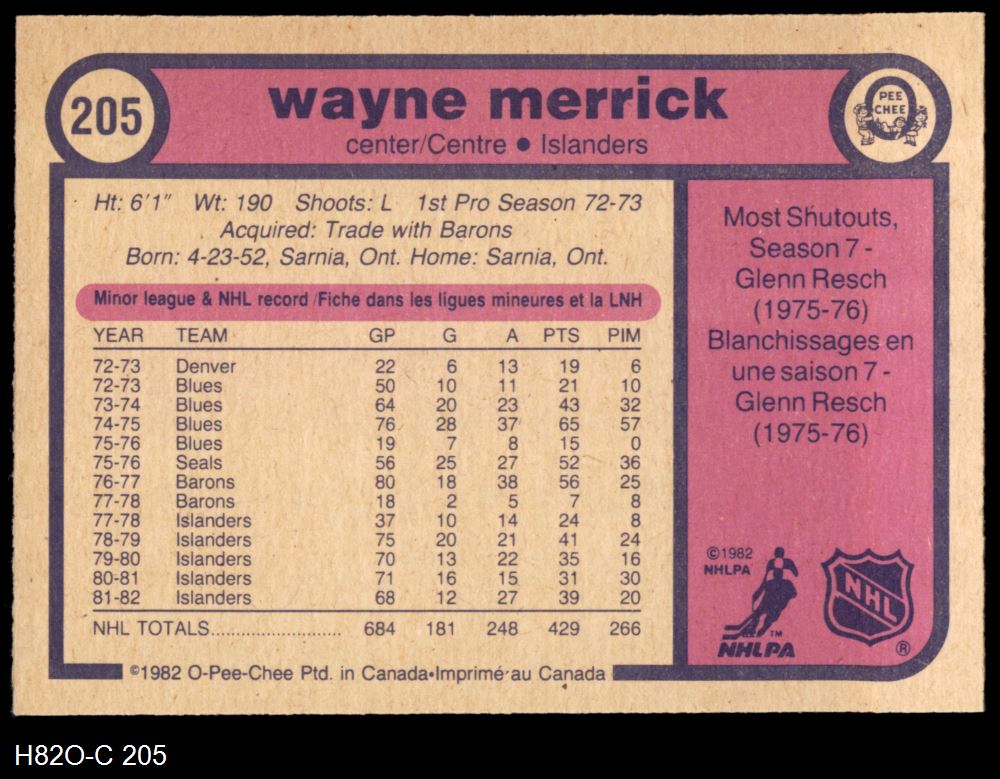 205
wayne merrick
center/Centre ● Islanders
PEE
CHEE
Ht: 6'1" Wt: 190 Shoots: L 1st Pro Season 72-73
Acquired: Trade with Barons
Born: 4-23-52, Sarnia, Ont. Home: Sarnia, Ont.
Minor league & NHL record/Fiche dans les ligues mineures et la LNH
YEAR TEAM GP G A PTS PIM
72-73 Denver 22 6 13 19 6
72-73 Blues 50 10 11 21 10
73-74 Blues 64 20 23 43 32
74-75 Blues 76 28 37 65 57
75-76 Blues 19 7 8 15 0
75-76 Seals 56 25 27 52 36
76-77 Barons 80 18 38 56 25
77-78 Barons 18 2 5 7 8
77-78 Islanders 37 10 14 24 8
78-79 Islanders 75 20 21 41 24
79-80 Islanders 70 13 22 35 16
80-81 Islanders 71 16 15 31 30
81-82 Islanders 68 12 27 39 20
NHL TOTALS............................ 684 181 248 429 266
©1982 O-Pee-Chee Ptd. in Canada•Imprimé au Canada
Most Shutouts,
Season 7 -
Glenn Resch
(1975-76)
Blanchissages en
une saison 7 -
Glenn Resch
(1975-76)
©1982
NHLPA
TM
NHLPA
NHL
®
H82O-C 205